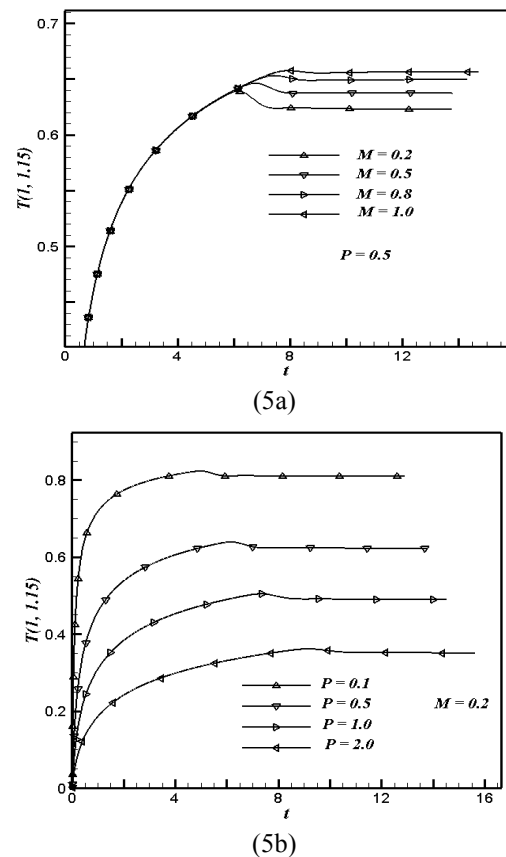 0.7
0.6
0.5
T(1, 1.15)
M = 0.2
M = 0.5
M = 0.8
M = 1.0
P = 0.5
0 4 8 12
t
(5a)
0.8
0.6
0.4
0.2
0
T(1, 1.15)
P = 0.1
P = 0.5
P = 1.0
P = 2.0
M = 0.2
0 4 8 12 16
t
(5b)